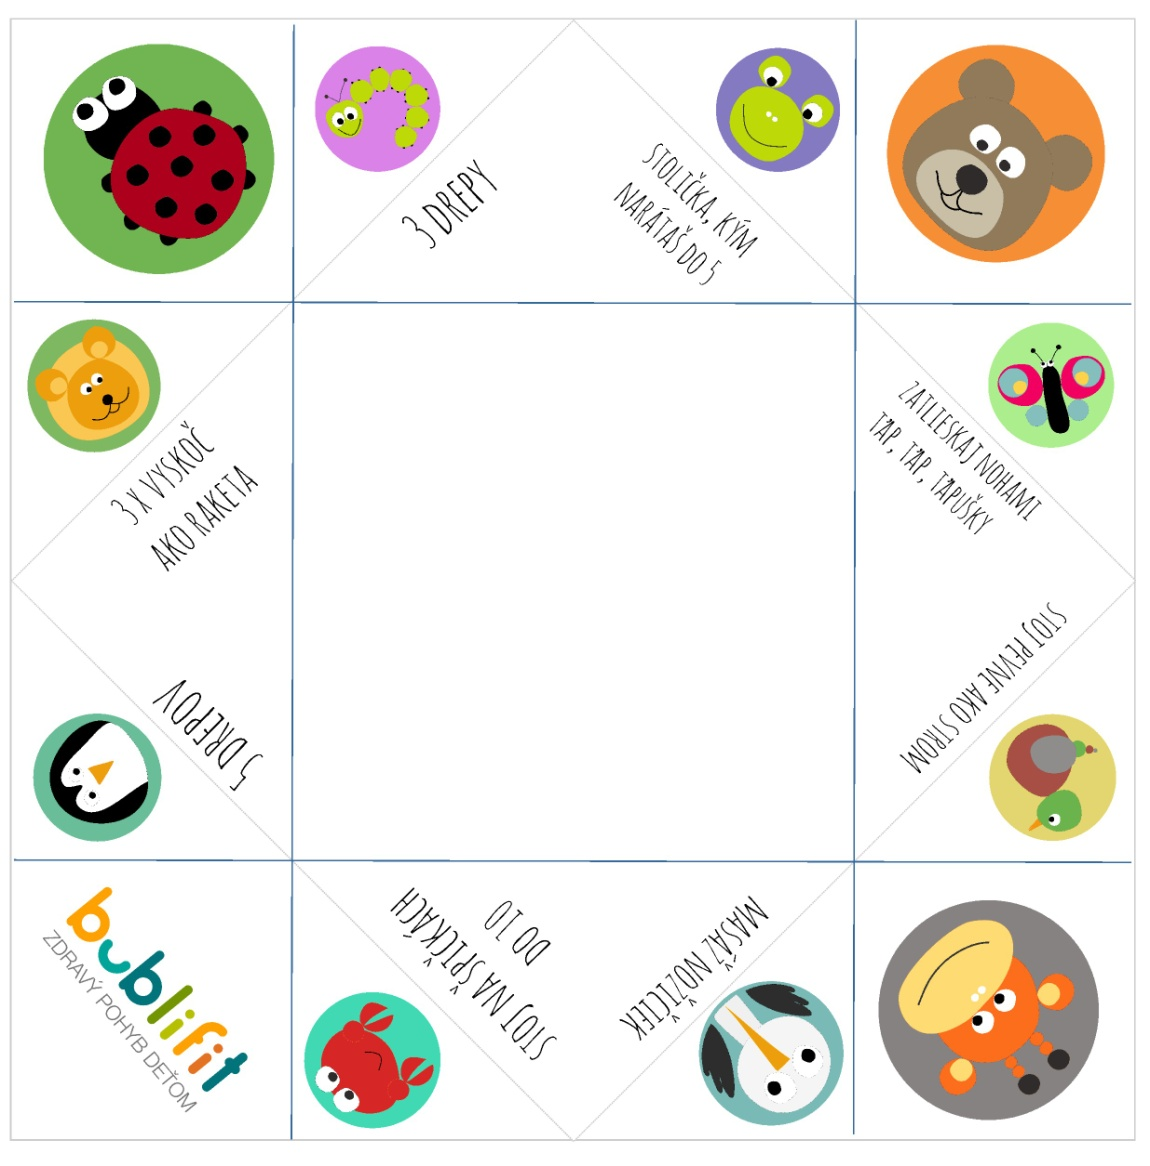 3 DREPY
STOLIČKA, KÝM
NARÁTAŠ DO 5
3 X VYSKOČ
AKO RAKETA
ZATLIESKAJ NOHAMI
ŤAP, ŤAP, ŤAPUŠKY
5 DREPOV
STOJ PEVNE AKO STROM
STOJ NA ŠPIČKÁCH
DO 10
MASÁŽ NOŽIČIEK
bublifit
ZDRAVÝ POHYB DEŤOM